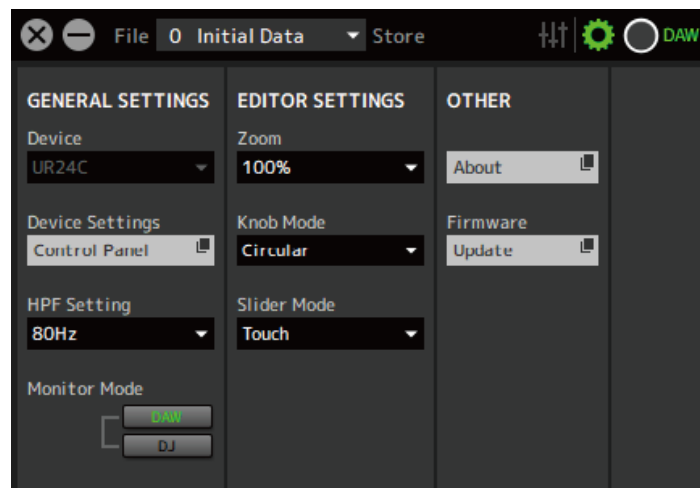 File 0 Initial Data Store DAW
GENERAL SETTINGS
Device
UR24C
Device Settings
Control Panel
HPF Setting
80Hz
Monitor Mode
DAW
DJ
EDITOR SETTINGS
Zoom
100%
Knob Mode
Circular
Slider Mode
Touch
OTHER
About
Firmware
Update